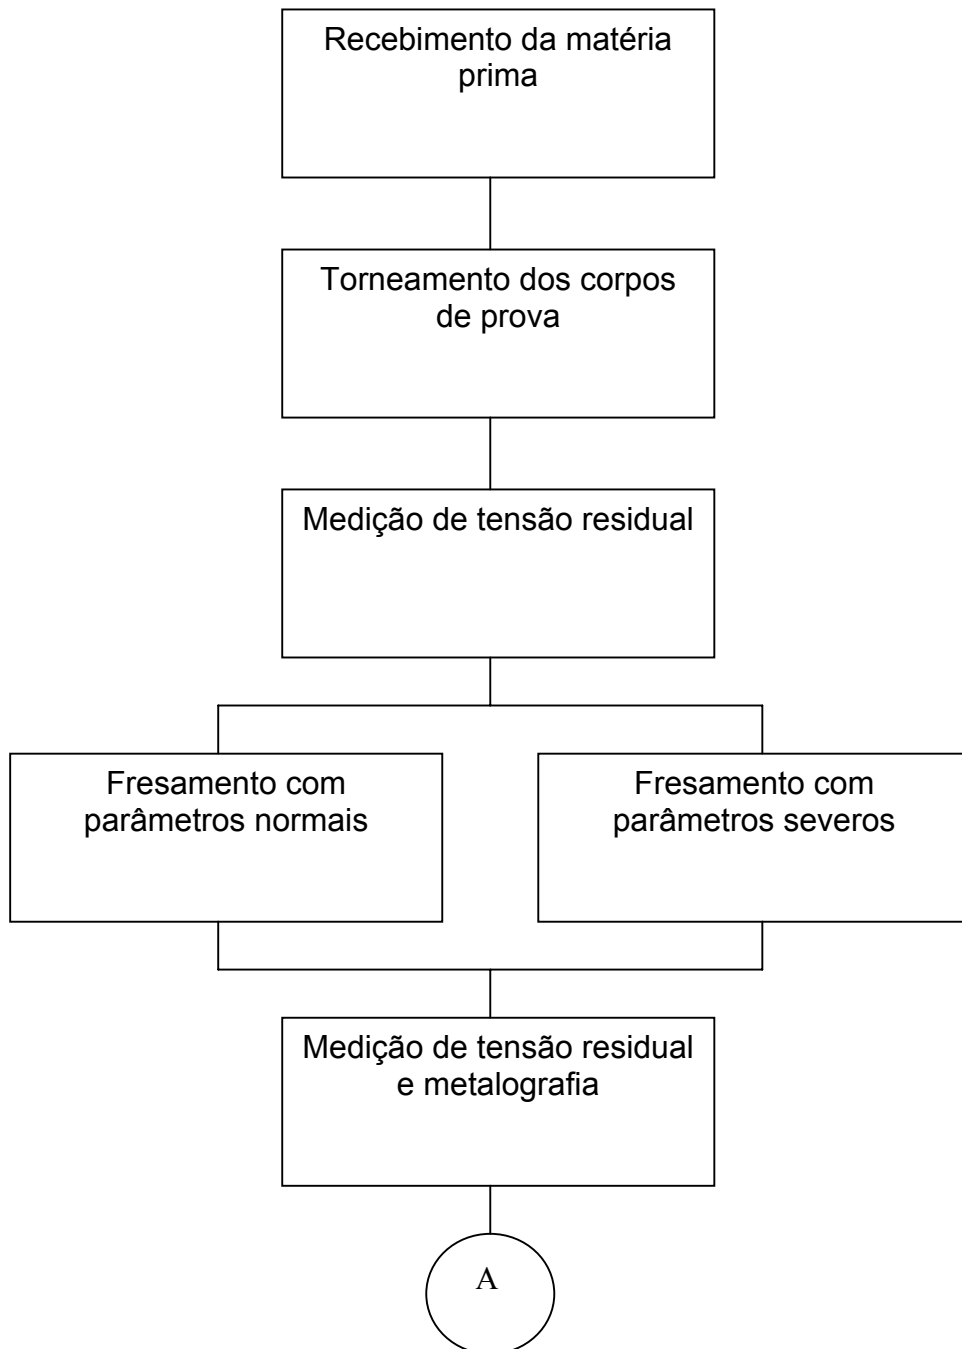 Recebimento da matéria
prima
Torneamento dos corpos
de prova
Medição de tensão residual
Fresamento com
parâmetros normais
Fresamento com
parâmetros severos
Medição de tensão residual
e metalografia
A